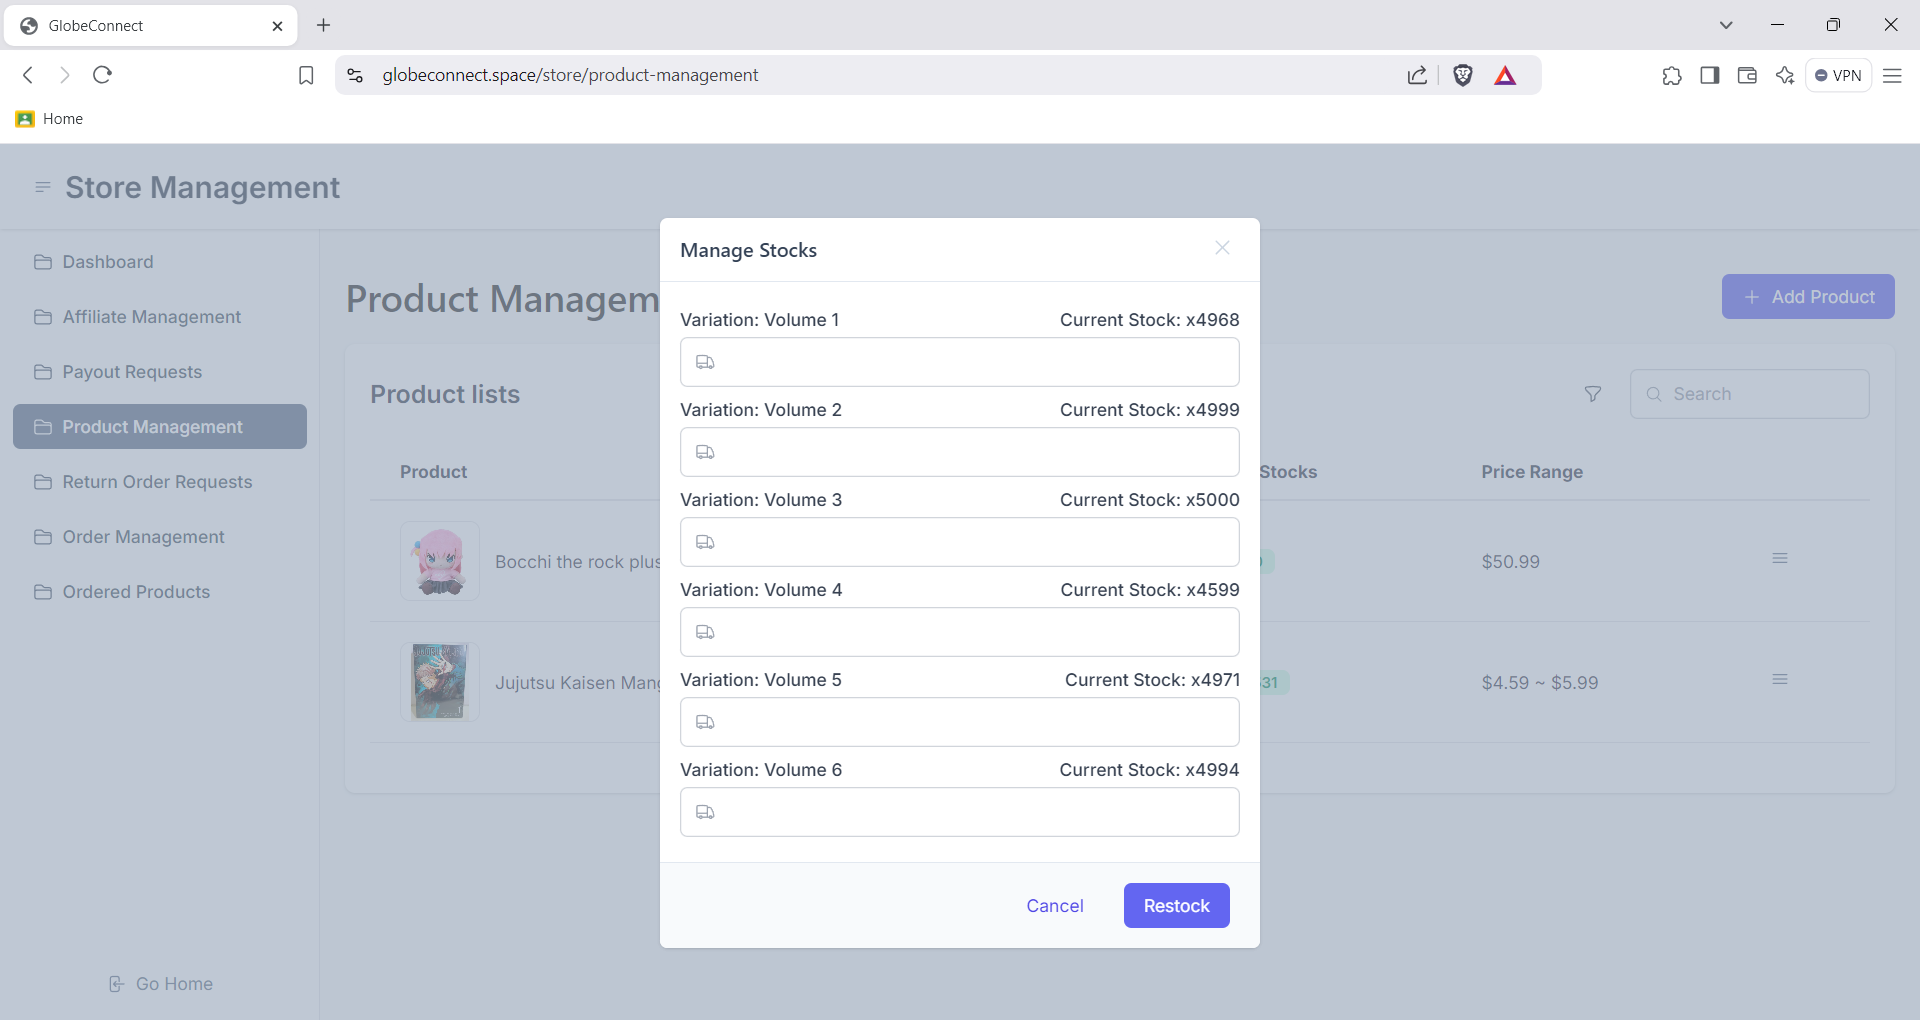 GlobeConnect
globeconnect.space/store/product-management
VPN
Home
Store Management
Dashboard
Affiliate Management
Payout Requests
Product Management
Return Order Requests
Order Management
Ordered Products
Go Home
Product Managem
Add Product
Product lists
Search
Product
Stocks
Price Range
Bocchi the rock plus
$50.99
Jujutsu Kaisen Mang
31
$4.59 ~ $5.99
Manage Stocks
Variation: Volume 1
Current Stock: x4968
Variation: Volume 2
Current Stock: x4999
Variation: Volume 3
Current Stock: x5000
Variation: Volume 4
Current Stock: x4599
Variation: Volume 5
Current Stock: x4971
Variation: Volume 6
Current Stock: x4994
Cancel
Restock